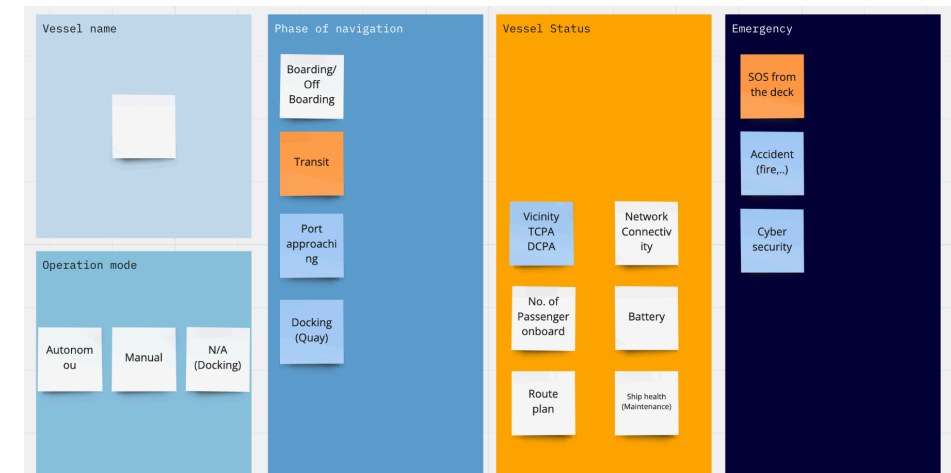 Vessel name
Operation mode
Autonom
ou
Manual
N/A
(Docking)
Phase of navigation
Boarding/
Off
Boarding
Transit
Port
approachi
ng
Docking
(Quay)
Vessel Status
Vicinity
TCPA
DCPA
Network
Connectiv
ity
No. of
Passenger
onboard
Battery
Route
plan
Ship health
(Maintenance)
Emergency
SOS from
the deck
Accident
(fire,..)
Cyber
security